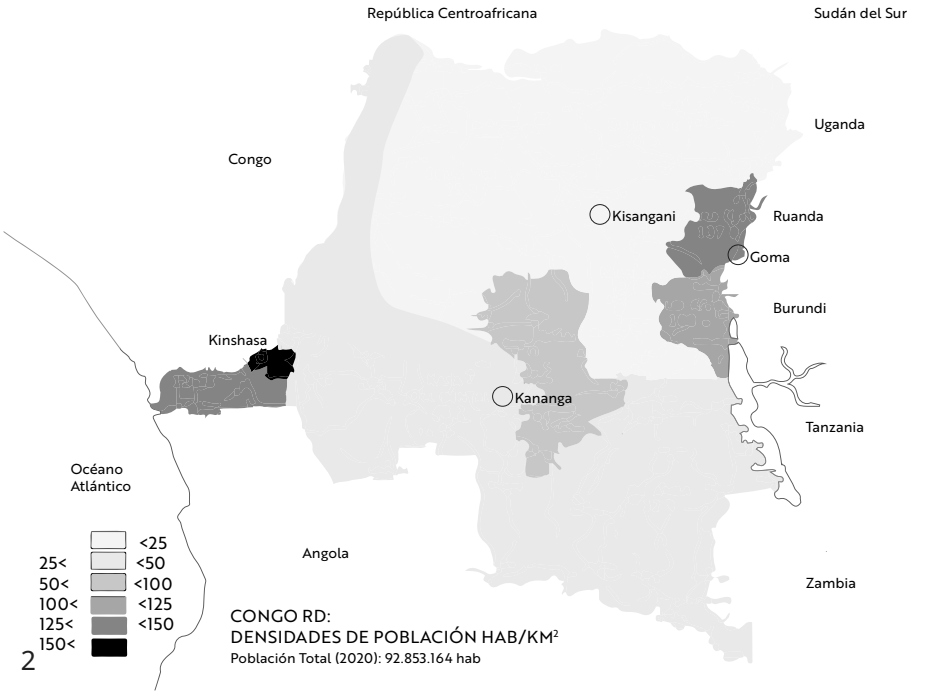 República Centroafricana
Sudán del Sur
Uganda
Congo
Kisangani
Ruanda
Goma
Burundi
Kinshasa
Kananga
Tanzania
Océano
Atlántico
Angola
Zambia
<25
25< <50
50< <100
100< <125
125< <150
150<
2
CONGO RD:
DENSIDADES DE POBLACIÓN HAB/KM²
Población Total (2020): 92.853.164 hab